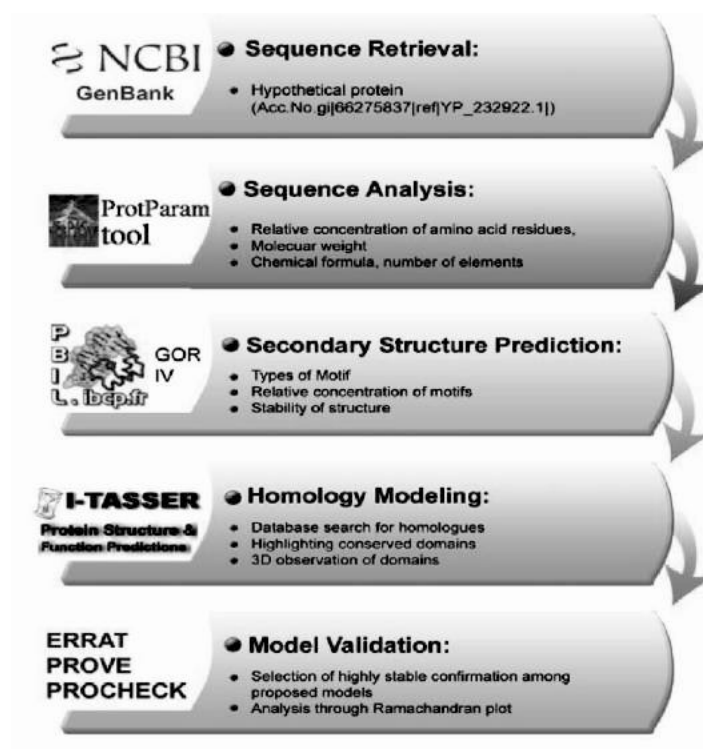 NCBI
GenBank
Sequence Retrieval:
Hypothetical protein
(Acc.No.gi|66275837|ref|YP_232922.1|)
ProtParam
tool
Sequence Analysis:
Relative concentration of amino acid residues,
Molecuar weight
Chemical formula, number of elements
PBIL.ibcp.fr
GOR
IV
Secondary Structure Prediction:
Types of Motif
Relative concentration of motifs
Stability of structure
I-TASSER
Protein Structure &
Function Predictions
Homology Modeling:
Database search for homologues
Highlighting conserved domains
3D observation of domains
ERRAT
PROVE
PROCHECK
Model Validation:
Selection of highly stable confirmation among
proposed models
Analysis through Ramachandran plot